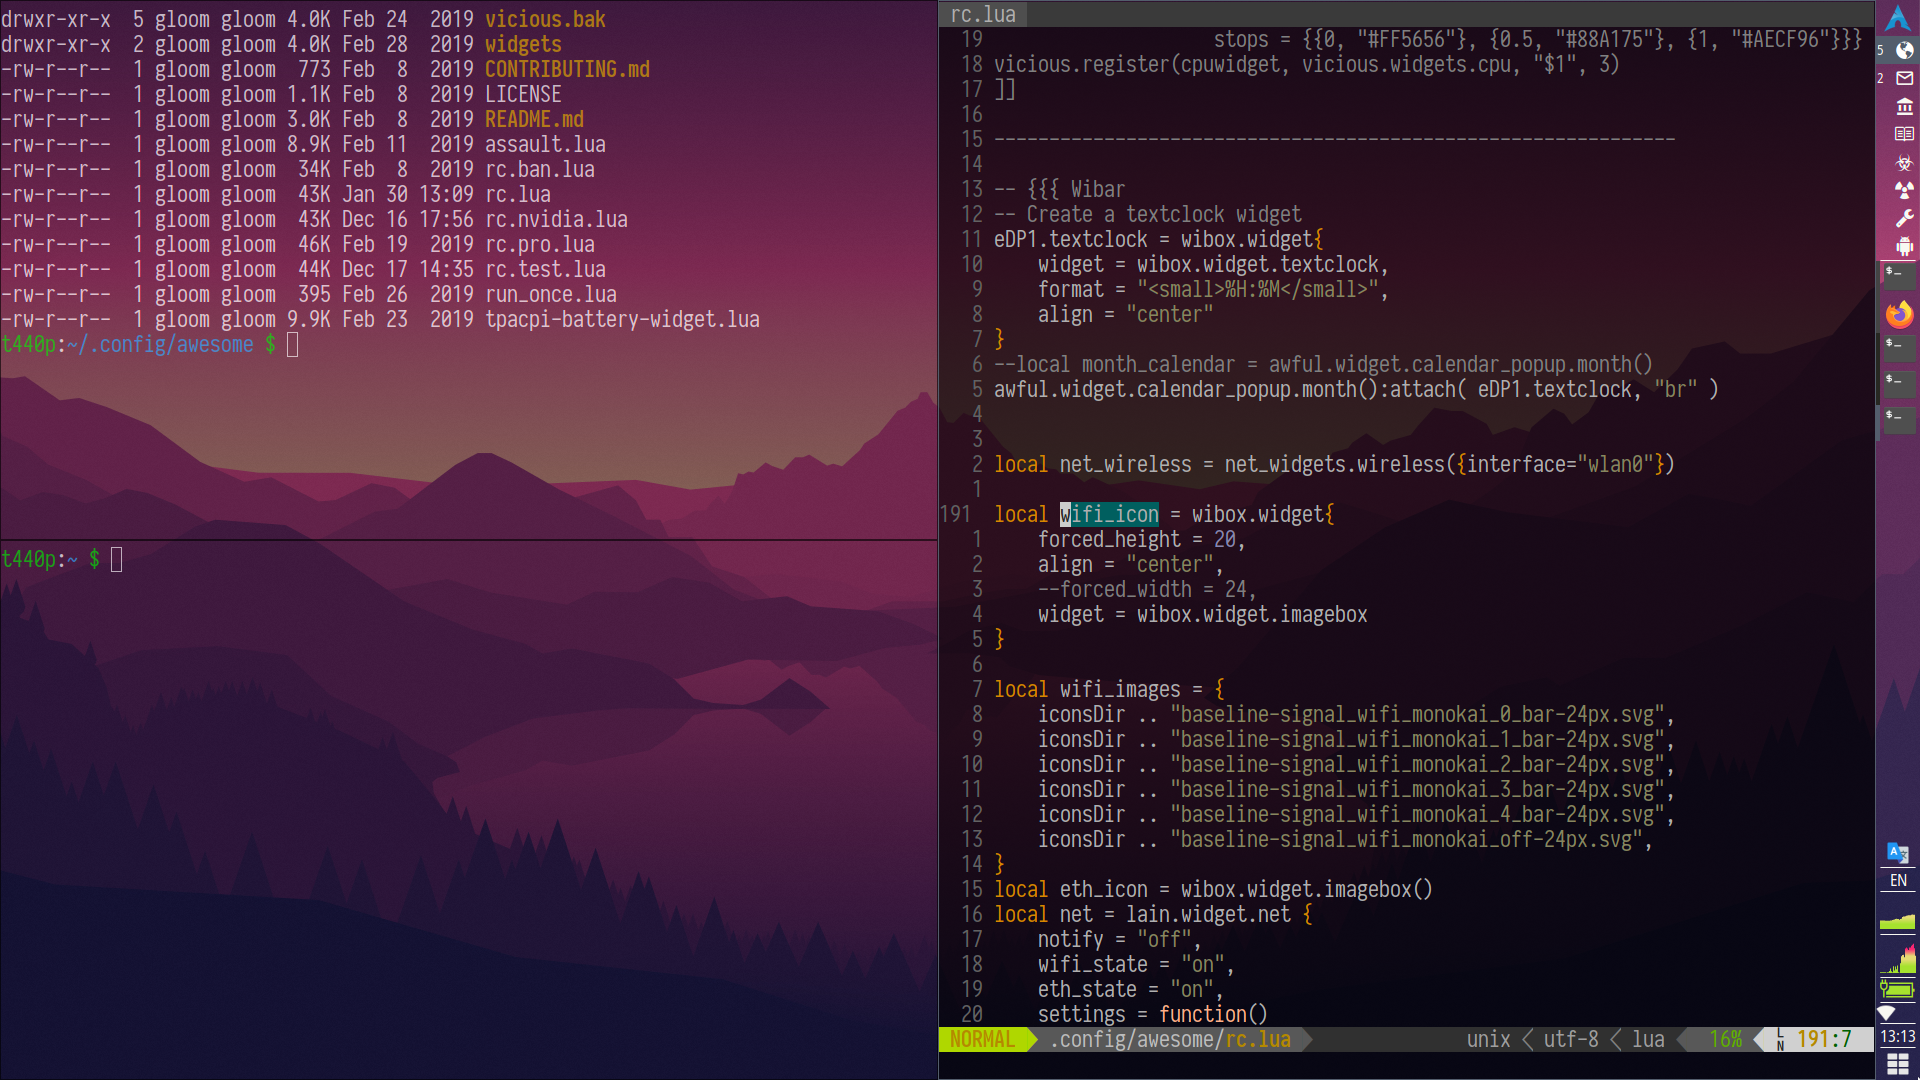 drwxr-xr-x  5 gloom gloom 4.0K Feb 24  2019 vicious.bak
drwxr-xr-x  2 gloom gloom 4.0K Feb 28  2019 widgets
-rw-r--r--  1 gloom gloom  773 Feb  8  2019 CONTRIBUTING.md
-rw-r--r--  1 gloom gloom 1.1K Feb  8  2019 LICENSE
-rw-r--r--  1 gloom gloom 3.0K Feb  8  2019 README.md
-rw-r--r--  1 gloom gloom 8.9K Feb 11  2019 assault.lua
-rw-r--r--  1 gloom gloom  34K Feb  8  2019 rc.ban.lua
-rw-r--r--  1 gloom gloom  43K Jan 30 13:09 rc.lua
-rw-r--r--  1 gloom gloom  43K Dec 16 17:56 rc.nvidia.lua
-rw-r--r--  1 gloom gloom  46K Feb 19  2019 rc.pro.lua
-rw-r--r--  1 gloom gloom  44K Dec 17 14:35 rc.test.lua
-rw-r--r--  1 gloom gloom  395 Feb 26  2019 run_once.lua
-rw-r--r--  1 gloom gloom 9.9K Feb 23  2019 tpacpi-battery-widget.lua
t440p:~/.config/awesome $
t440p:~ $
rc.lua
19                     stops = {{0, "#FF5656"}, {0.5, "#88A175"}, {1, "#AECF96"}}}
18 vicious.register(cpuwidget, vicious.widgets.cpu, "$1", 3)
17 ]]
16
15 --------------------------------------------------------------
14
13 -- {{{ Wibar
12 -- Create a textclock widget
11 eDP1.textclock = wibox.widget{
10     widget = wibox.widget.textclock,
9     format = "<small>%H:%M</small>",
8     align = "center"
7 }
6 --local month_calendar = awful.widget.calendar_popup.month()
5 awful.widget.calendar_popup.month():attach( eDP1.textclock, "br" )
4
3
2 local net_wireless = net_widgets.wireless({interface="wlan0"})
1
191 local wifi_icon = wibox.widget{
1     forced_height = 20,
2     align = "center",
3     --forced_width = 24,
4     widget = wibox.widget.imagebox
5 }
6
7 local wifi_images = {
8     iconsDir .. "baseline-signal_wifi_monokai_0_bar-24px.svg",
9     iconsDir .. "baseline-signal_wifi_monokai_1_bar-24px.svg",
10     iconsDir .. "baseline-signal_wifi_monokai_2_bar-24px.svg",
11     iconsDir .. "baseline-signal_wifi_monokai_3_bar-24px.svg",
12     iconsDir .. "baseline-signal_wifi_monokai_4_bar-24px.svg",
13     iconsDir .. "baseline-signal_wifi_monokai_off-24px.svg",
14 }
15 local eth_icon = wibox.widget.imagebox()
16 local net = lain.widget.net {
17     notify = "off",
18     wifi_state = "on",
19     eth_state = "on",
20     settings = function()
NORMAL .config/awesome/rc.lua unix utf-8 lua 16% LN 191:7
5
2
$_
$_
$_
$_
A
EN
13:13